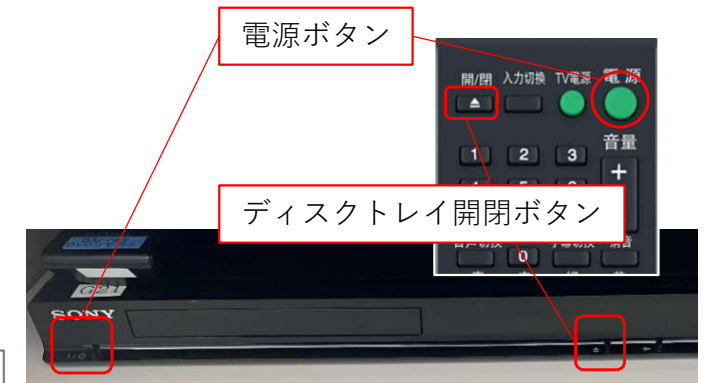 電源ボタン
開/閉 入力切換 TV電源 電源
音量
1 2 3
+
ディスクトレイ開閉ボタン
0
SONY
I/⏻